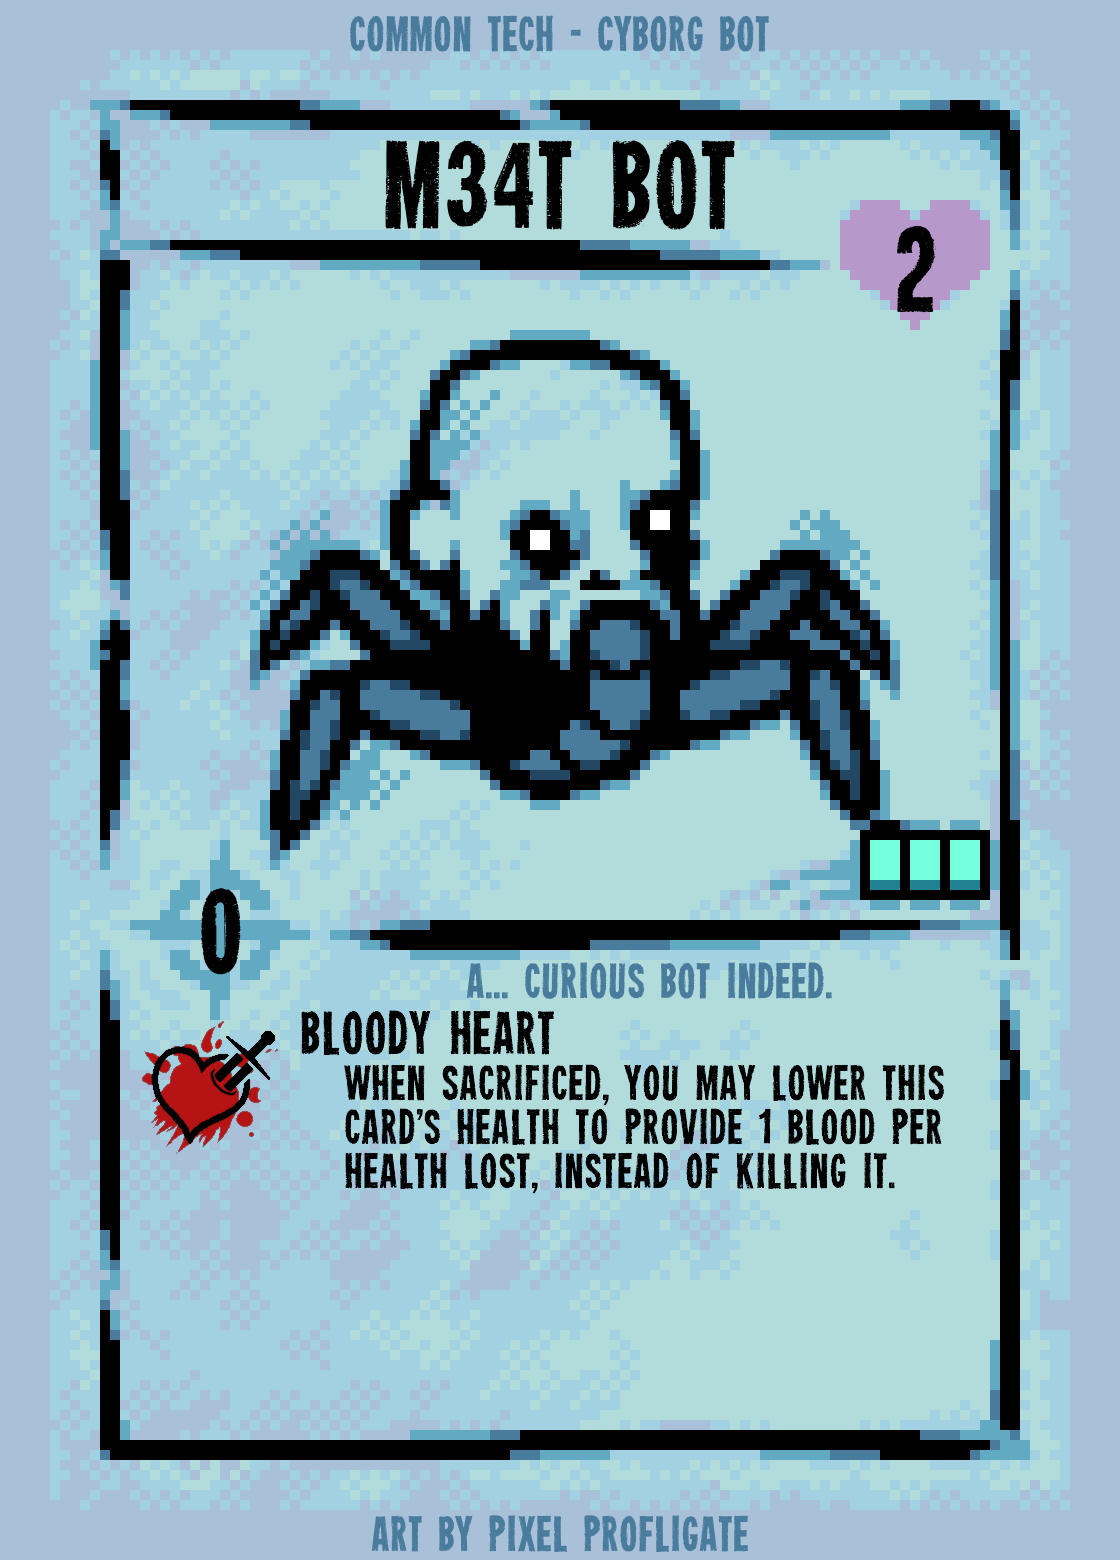 COMMON TECH - CYBORG BOT
M34T BOT
2
0
A... CURIOUS BOT INDEED.
BLOODY HEART
WHEN SACRIFICED, YOU MAY LOWER THIS
CARD'S HEALTH TO PROVIDE 1 BLOOD PER
HEALTH LOST, INSTEAD OF KILLING IT.
ART BY PIXEL PROFLIGATE